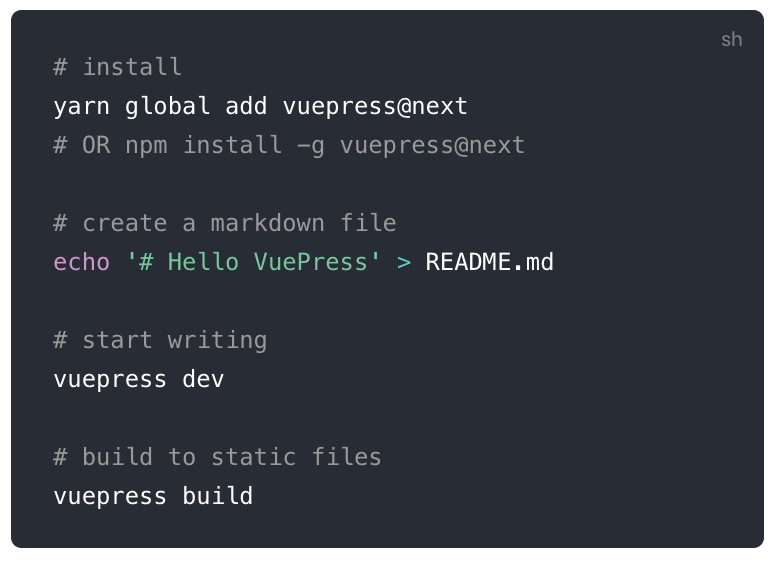 sh
# install
yarn global add vuepress@next
# OR npm install -g vuepress@next
# create a markdown file
echo '# Hello VuePress' > README.md
# start writing
vuepress dev
# build to static files
vuepress build